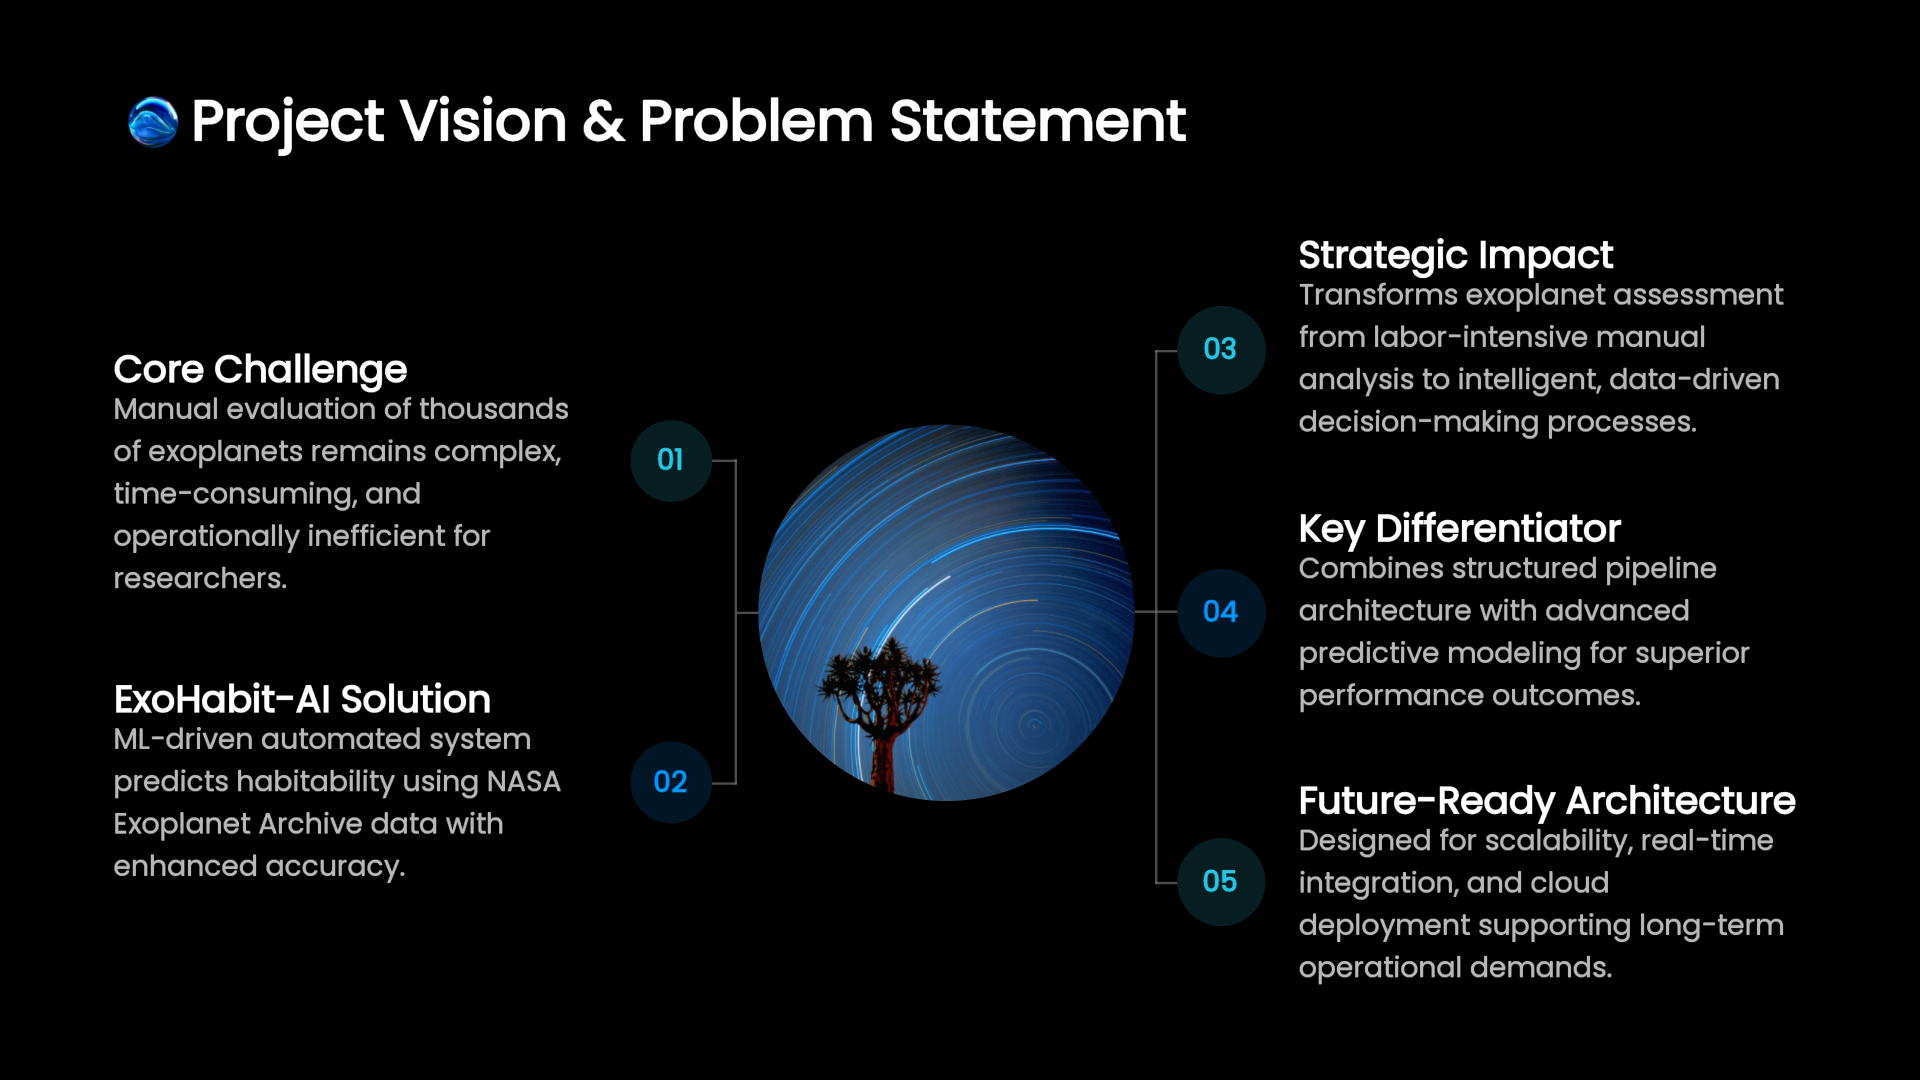 Project Vision & Problem Statement
Core Challenge
Manual evaluation of thousands
of exoplanets remains complex,
time-consuming, and
operationally inefficient for
researchers.
01
ExoHabit-AI Solution
ML-driven automated system
predicts habitability using NASA
Exoplanet Archive data with
enhanced accuracy.
02
03
Strategic Impact
Transforms exoplanet assessment
from labor-intensive manual
analysis to intelligent, data-driven
decision-making processes.
04
Key Differentiator
Combines structured pipeline
architecture with advanced
predictive modeling for superior
performance outcomes.
05
Future-Ready Architecture
Designed for scalability, real-time
integration, and cloud
deployment supporting long-term
operational demands.